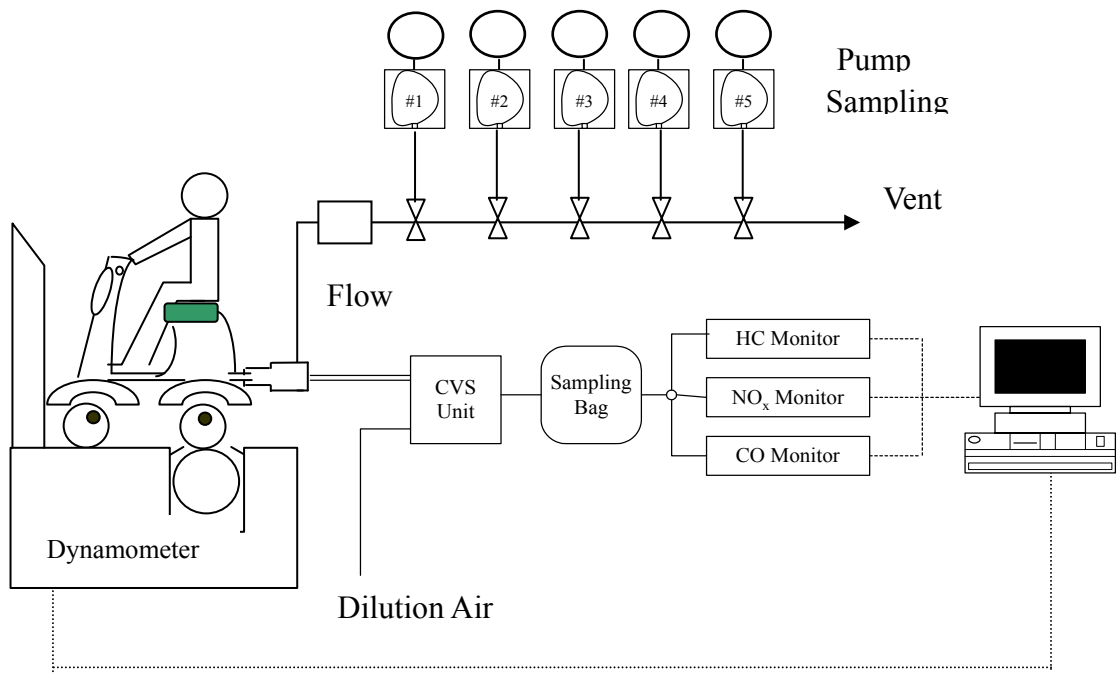 #1
#2
#3
#4
#5
Pump
Sampling
Vent
Flow
CVS
Unit
Sampling
Bag
HC Monitor
NOₓ Monitor
CO Monitor
Dynamometer
Dilution Air